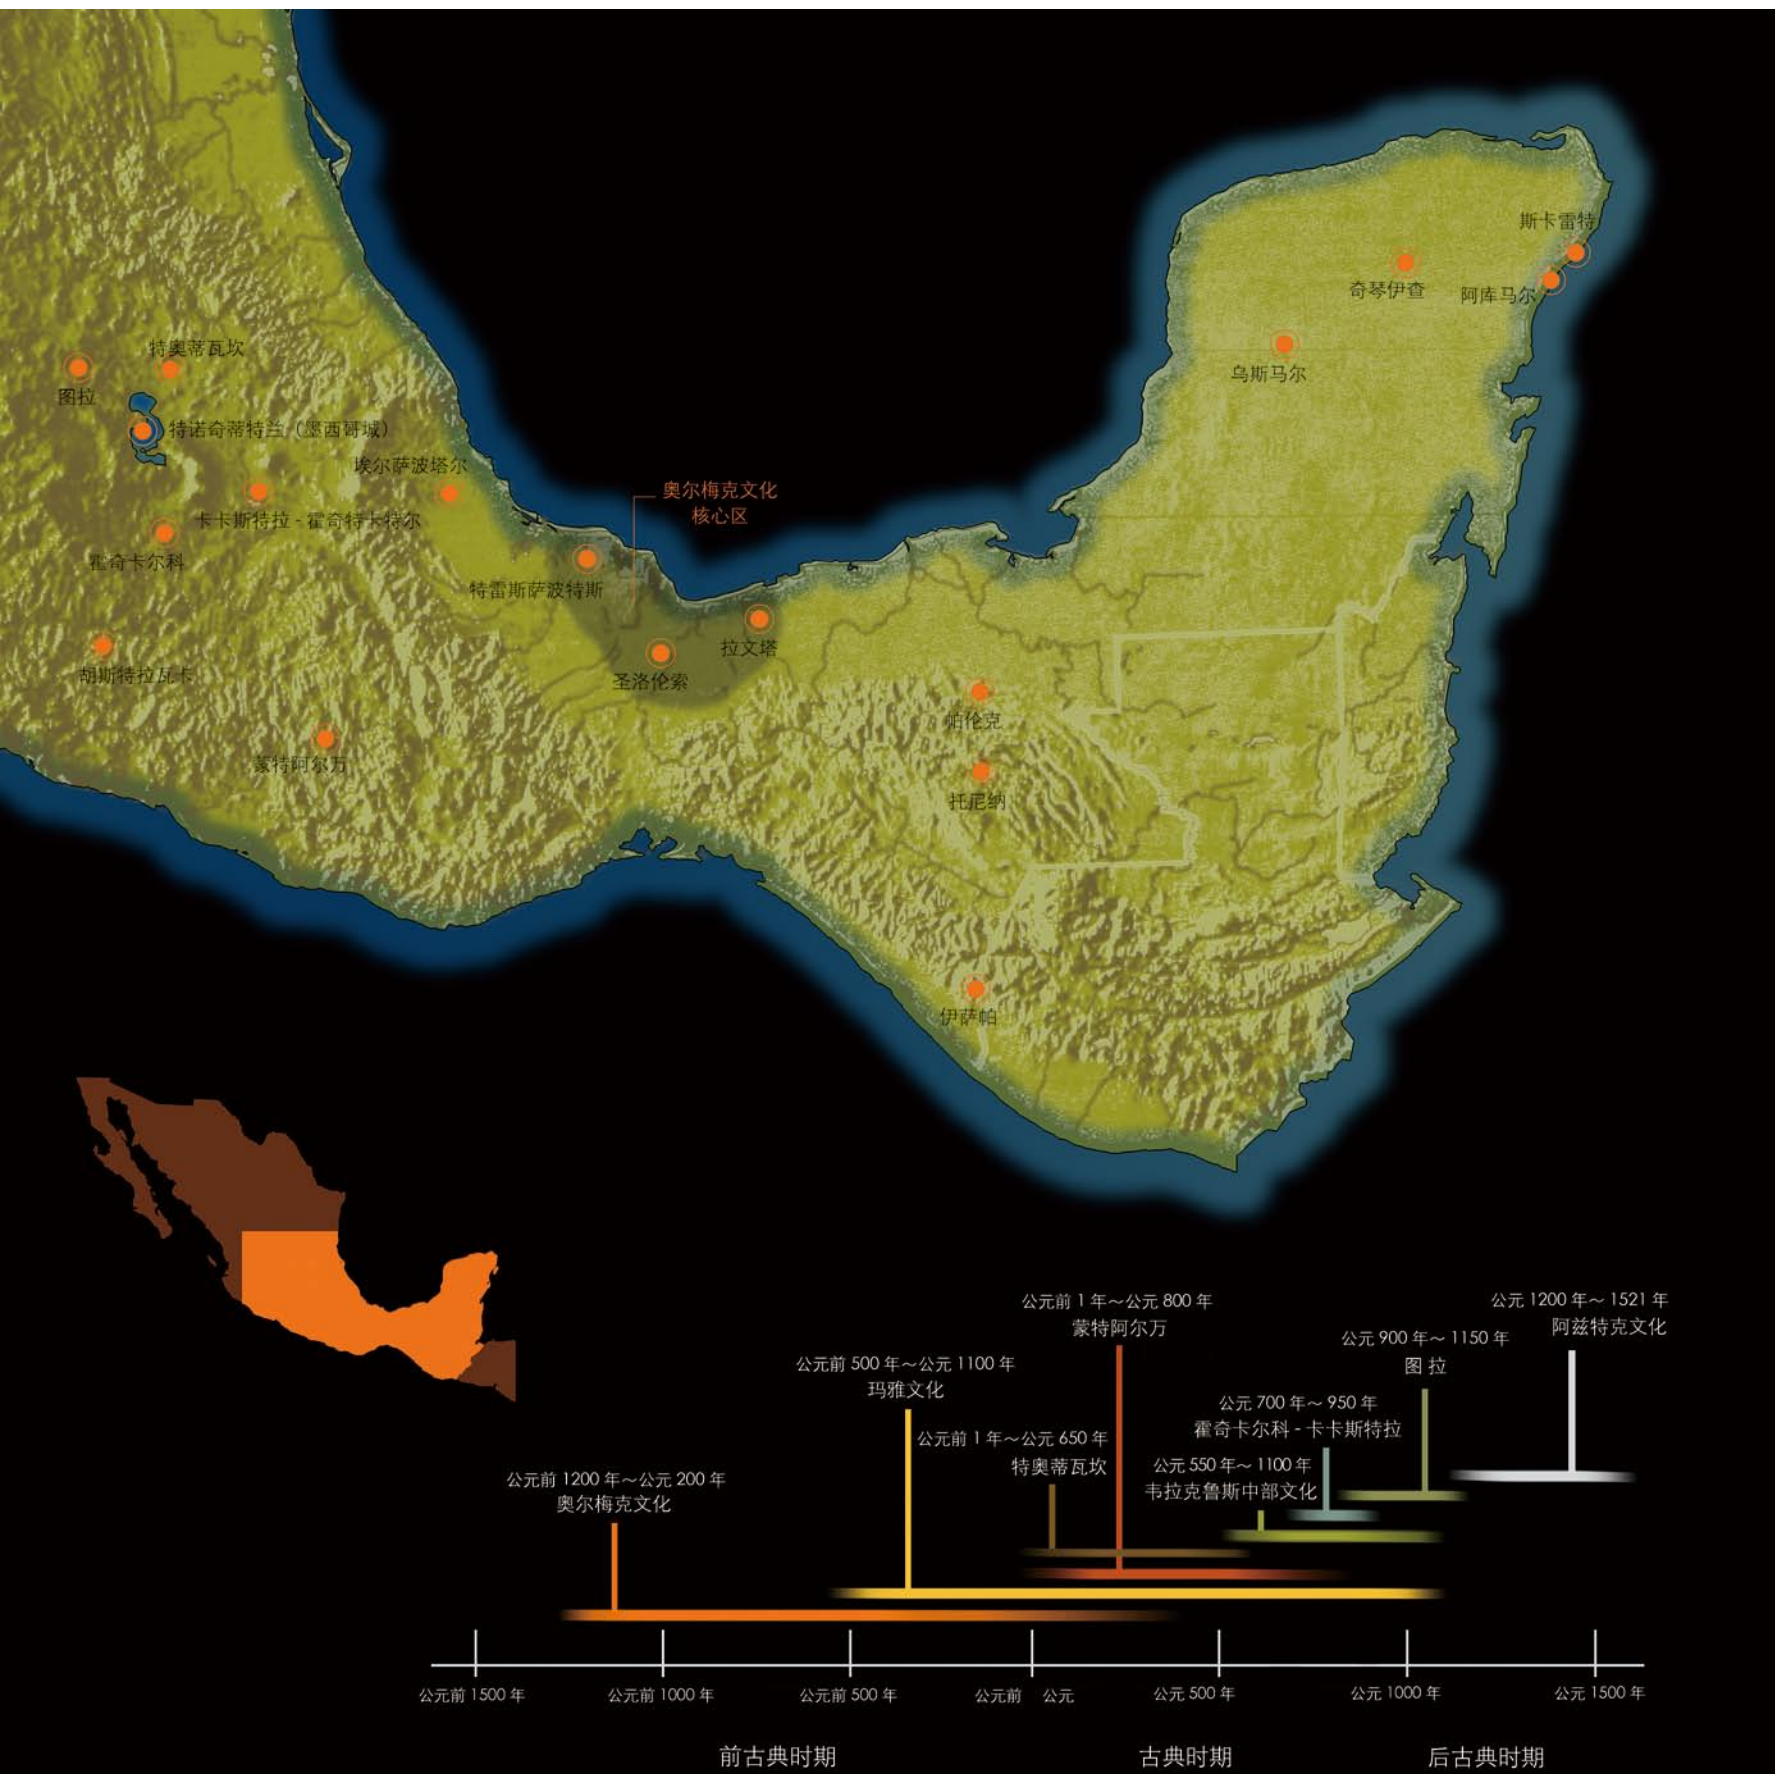 斯卡雷特
奇琴伊查
阿库马尔
乌斯马尔
特奥蒂瓦坎
图拉
特诺奇蒂特兰（墨西哥城）
埃尔萨波塔尔
奥尔梅克文化
核心区
卡卡斯特拉 - 霍奇特卡特尔
霍奇卡尔科
特雷斯萨波特斯
拉文塔
圣洛伦索
胡斯特拉瓦卡
帕伦克
蒙特阿尔万
托尼纳
伊萨帕
公元前 1200 年～公元 200 年
奥尔梅克文化
公元前 500 年～公元 1100 年
玛雅文化
公元前 1 年～公元 650 年
特奥蒂瓦坎
公元前 1 年～公元 800 年
蒙特阿尔万
公元 550 年～ 1100 年
韦拉克鲁斯中部文化
公元 700 年～ 950 年
霍奇卡尔科 - 卡卡斯特拉
公元 900 年～ 1150 年
图 拉
公元 1200 年～ 1521 年
阿兹特克文化
公元前 1500 年
公元前 1000 年
公元前 500 年
公元前 公元
公元 500 年
公元 1000 年
公元 1500 年
前古典时期
古典时期
后古典时期